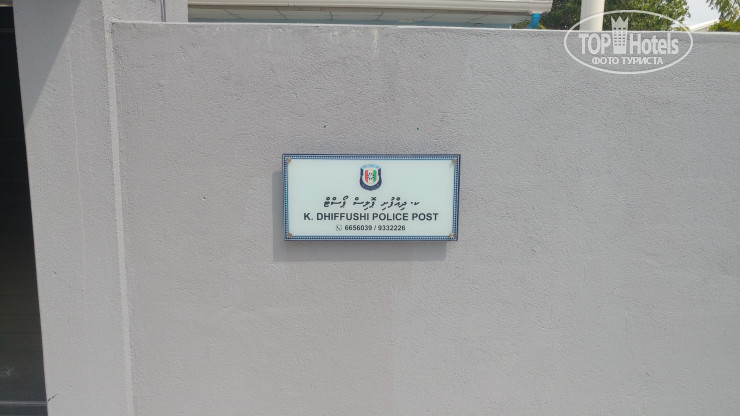 TOP Hotels
ФОТО ТУРИСТА
ކ. ދިއްފުށި ޕޮލިސް ޕޯސްޓް
K. DHIFFUSHI POLICE POST
6656039 / 9332226